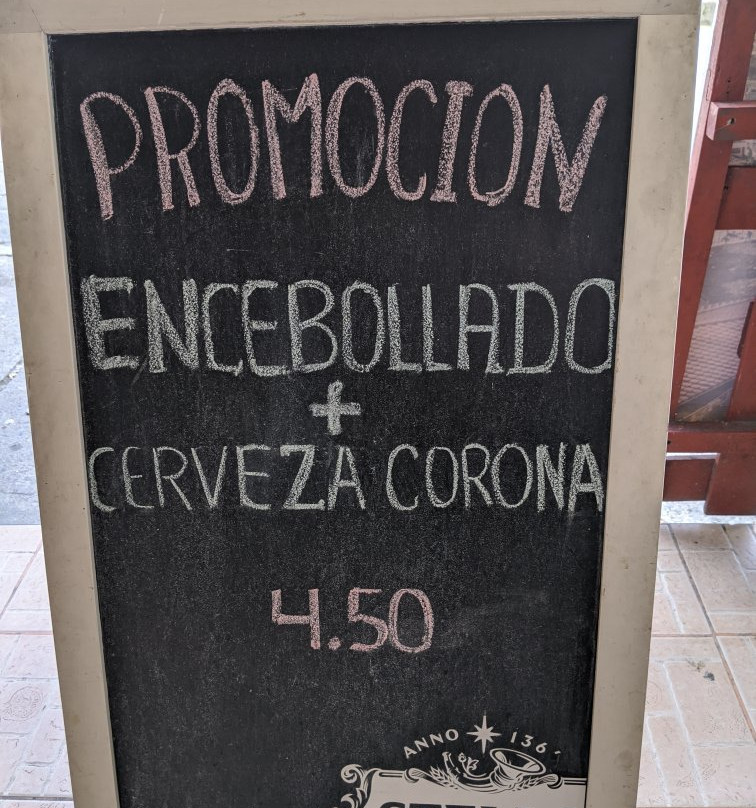 PROMOCION
ENCEBOLLADO
+
CERVEZA CORONA
4.50
ANNO